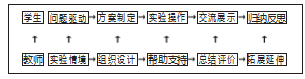 学生 问题驱动→方案制定→实验操作→交流展示→归纳反思
↑ ↑ ↑ ↑ ↑ ↑
教师 实验情境→组织设计→帮助支持→总结评价→拓展延伸